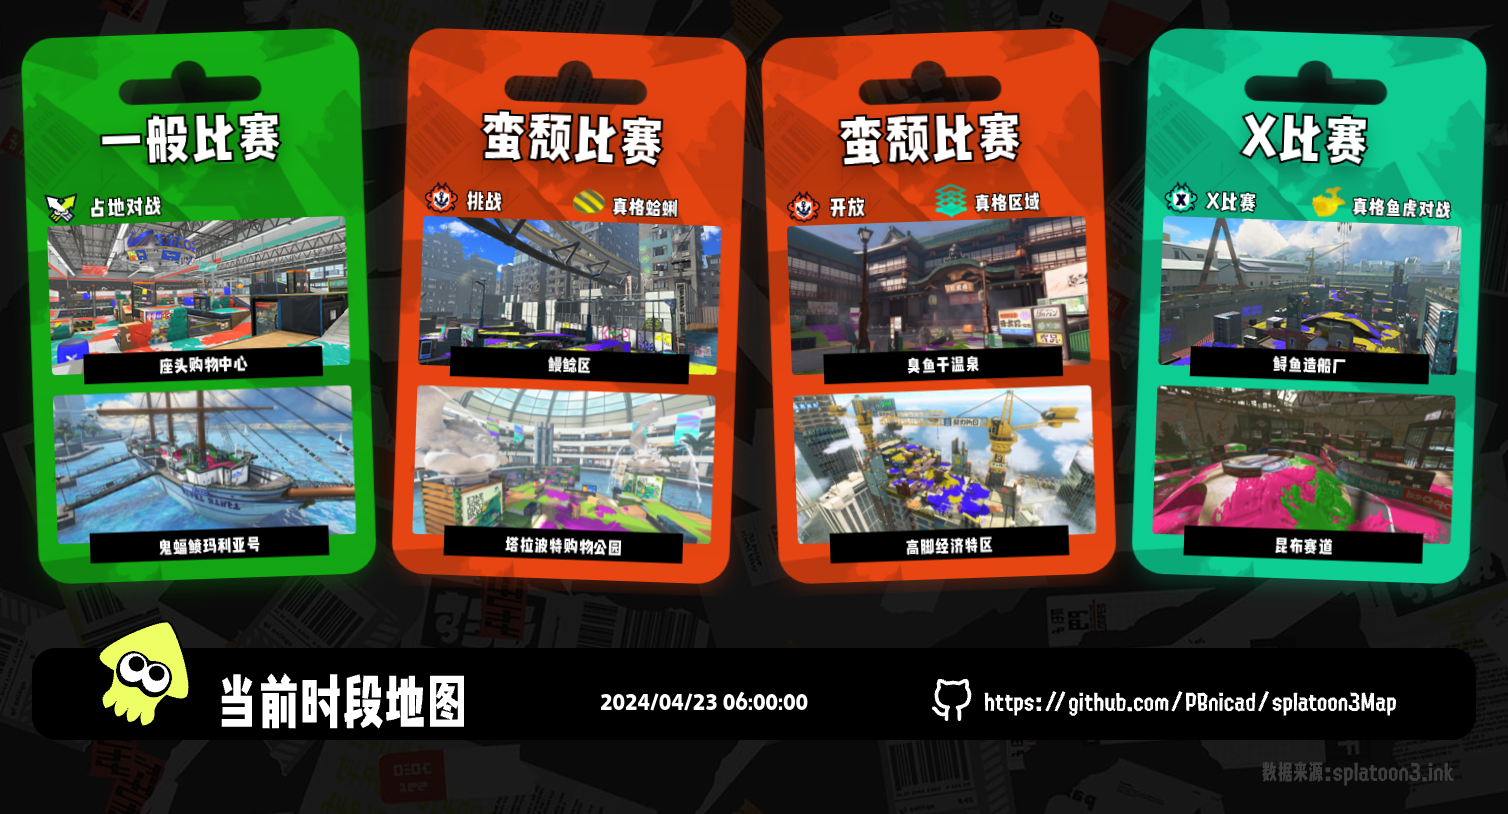 一般比赛
占地对战
座头购物中心
鬼蝠鲼玛利亚号
蛮颓比赛
挑战
真格蛤蜊
鳗鲶区
塔拉波特购物公园
蛮颓比赛
开放
真格区域
臭鱼干温泉
高脚经济特区
X比赛
X比赛
真格鱼虎对战
鲟鱼造船厂
昆布赛道
当前时段地图
2024/04/23 06:00:00
https://github.com/PBnicad/splatoon3Map
数据来源:splatoon3.ink